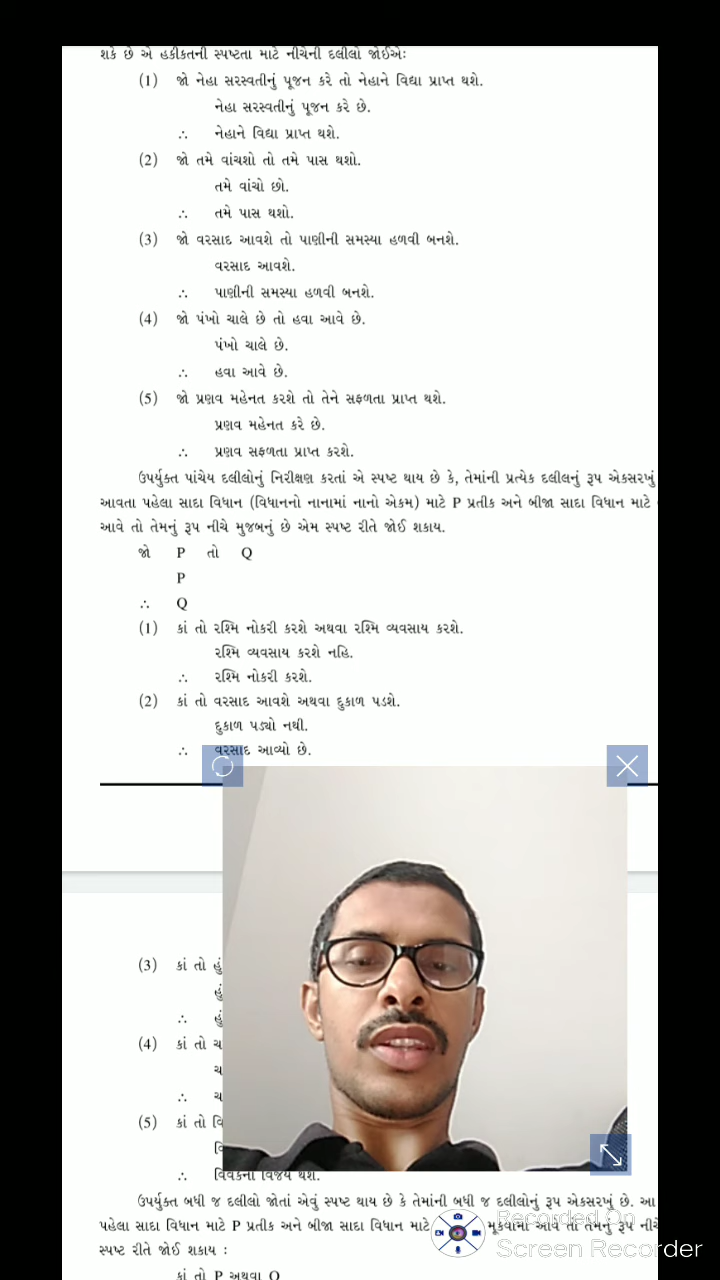 શકે છે એ હકીકતની સ્પષ્ટતા માટે નીચેની દલીલો જોઈએઃ
(1) જો નેહા સરસ્વતીનું પૂજન કરે તો નેહાને વિદ્યા પ્રાપ્ત થશે.
નેહા સરસ્વતીનું પૂજન કરે છે.
∴ નેહાને વિદ્યા પ્રાપ્ત થશે.
(2) જો તમે વાંચશો તો તમે પાસ થશો.
તમે વાંચો છો.
∴ તમે પાસ થશો.
(3) જો વરસાદ આવશે તો પાણીની સમસ્યા હળવી બનશે.
વરસાદ આવશે.
∴ પાણીની સમસ્યા હળવી બનશે.
(4) જો પંખો ચાલે છે તો હવા આવે છે.
પંખો ચાલે છે.
∴ હવા આવે છે.
(5) જો પ્રણવ મહેનત કરશે તો તેને સફળતા પ્રાપ્ત થશે.
પ્રણવ મહેનત કરે છે.
∴ પ્રણવ સફળતા પ્રાપ્ત કરશે.
ઉપર્યુક્ત પાંચેય દલીલોનું નિરીક્ષણ કરતાં એ સ્પષ્ટ થાય છે કે, તેમાંની પ્રત્યેક દલીલનું રૂપ એકસરખું
આવતા પહેલા સાદા વિધાન (વિધાનનો નાનામાં નાનો એકમ) માટે P પ્રતીક અને બીજા સાદા વિધાન માટે
આવે તો તેમનું રૂપ નીચે મુજબનું છે એમ સ્પષ્ટ રીતે જોઈ શકાય.
જો P તો Q
P
∴ Q
(1) કાં તો રશ્મિ નોકરી કરશે અથવા રશ્મિ વ્યવસાય કરશે.
રશ્મિ વ્યવસાય કરશે નહિ.
∴ રશ્મિ નોકરી કરશે.
(2) કાં તો વરસાદ આવશે અથવા દુકાળ પડશે.
દુકાળ પડ્યો નથી.
∴ વરસાદ આવ્યો છે.
(3) કાં તો હું
હું
∴ હું
(4) કાં તો
∴
(5) કાં તો
∴ વિવેકનો વિજય થશે.
ઉપર્યુક્ત બધી જ દલીલો જોતાં એવું સ્પષ્ટ થાય છે કે તેમાંની બધી જ દલીલોનું રૂપ એકસરખું છે. આ
પહેલા સાદા વિધાન માટે P પ્રતીક અને બીજા સાદા વિધાન માટે મૂકવામાં આવે તો તેમનું રૂપ નીચે
સ્પષ્ટ રીતે જોઈ શકાય :
કાં તો P અથવા Q
Recorded On
Screen Recorder